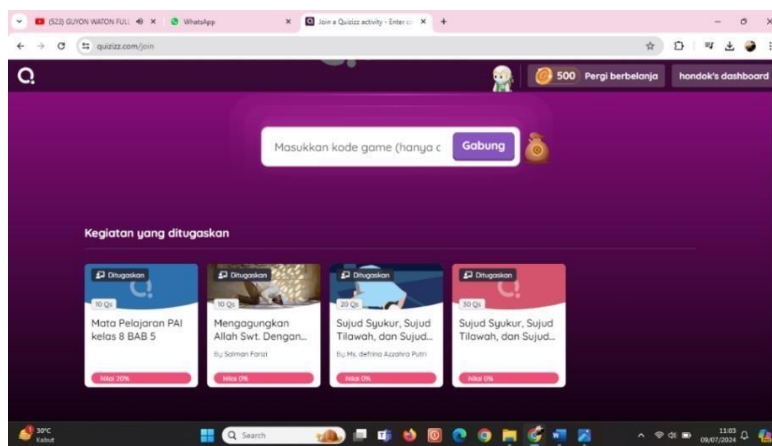 (523) GUYON WATON FULL
WhatsApp
Join a Quizizz activity - Enter co
quizizz.com/join
500 Pergi berbelanja
hondok's dashboard
Masukkan kode game (hanya c
Gabung
Kegiatan yang ditugaskan
Ditugaskan
10 Qs
Mata Pelajaran PAI
kelas 8 BAB 5
Nilai 20%
Ditugaskan
10 Qs
Mengagungkan
Allah Swt. Dengan...
By Salman Farizi
Nilai 0%
Ditugaskan
20 Qs
Sujud Syukur, Sujud
Tilawah, dan Sujud...
By Ms. defrina Azzahra Putri
Nilai 0%
Ditugaskan
30 Qs
Sujud Syukur, Sujud
Tilawah, dan Sujud...
Nilai 0%
30°C
Kabut
Search
11:03
09/07/2024